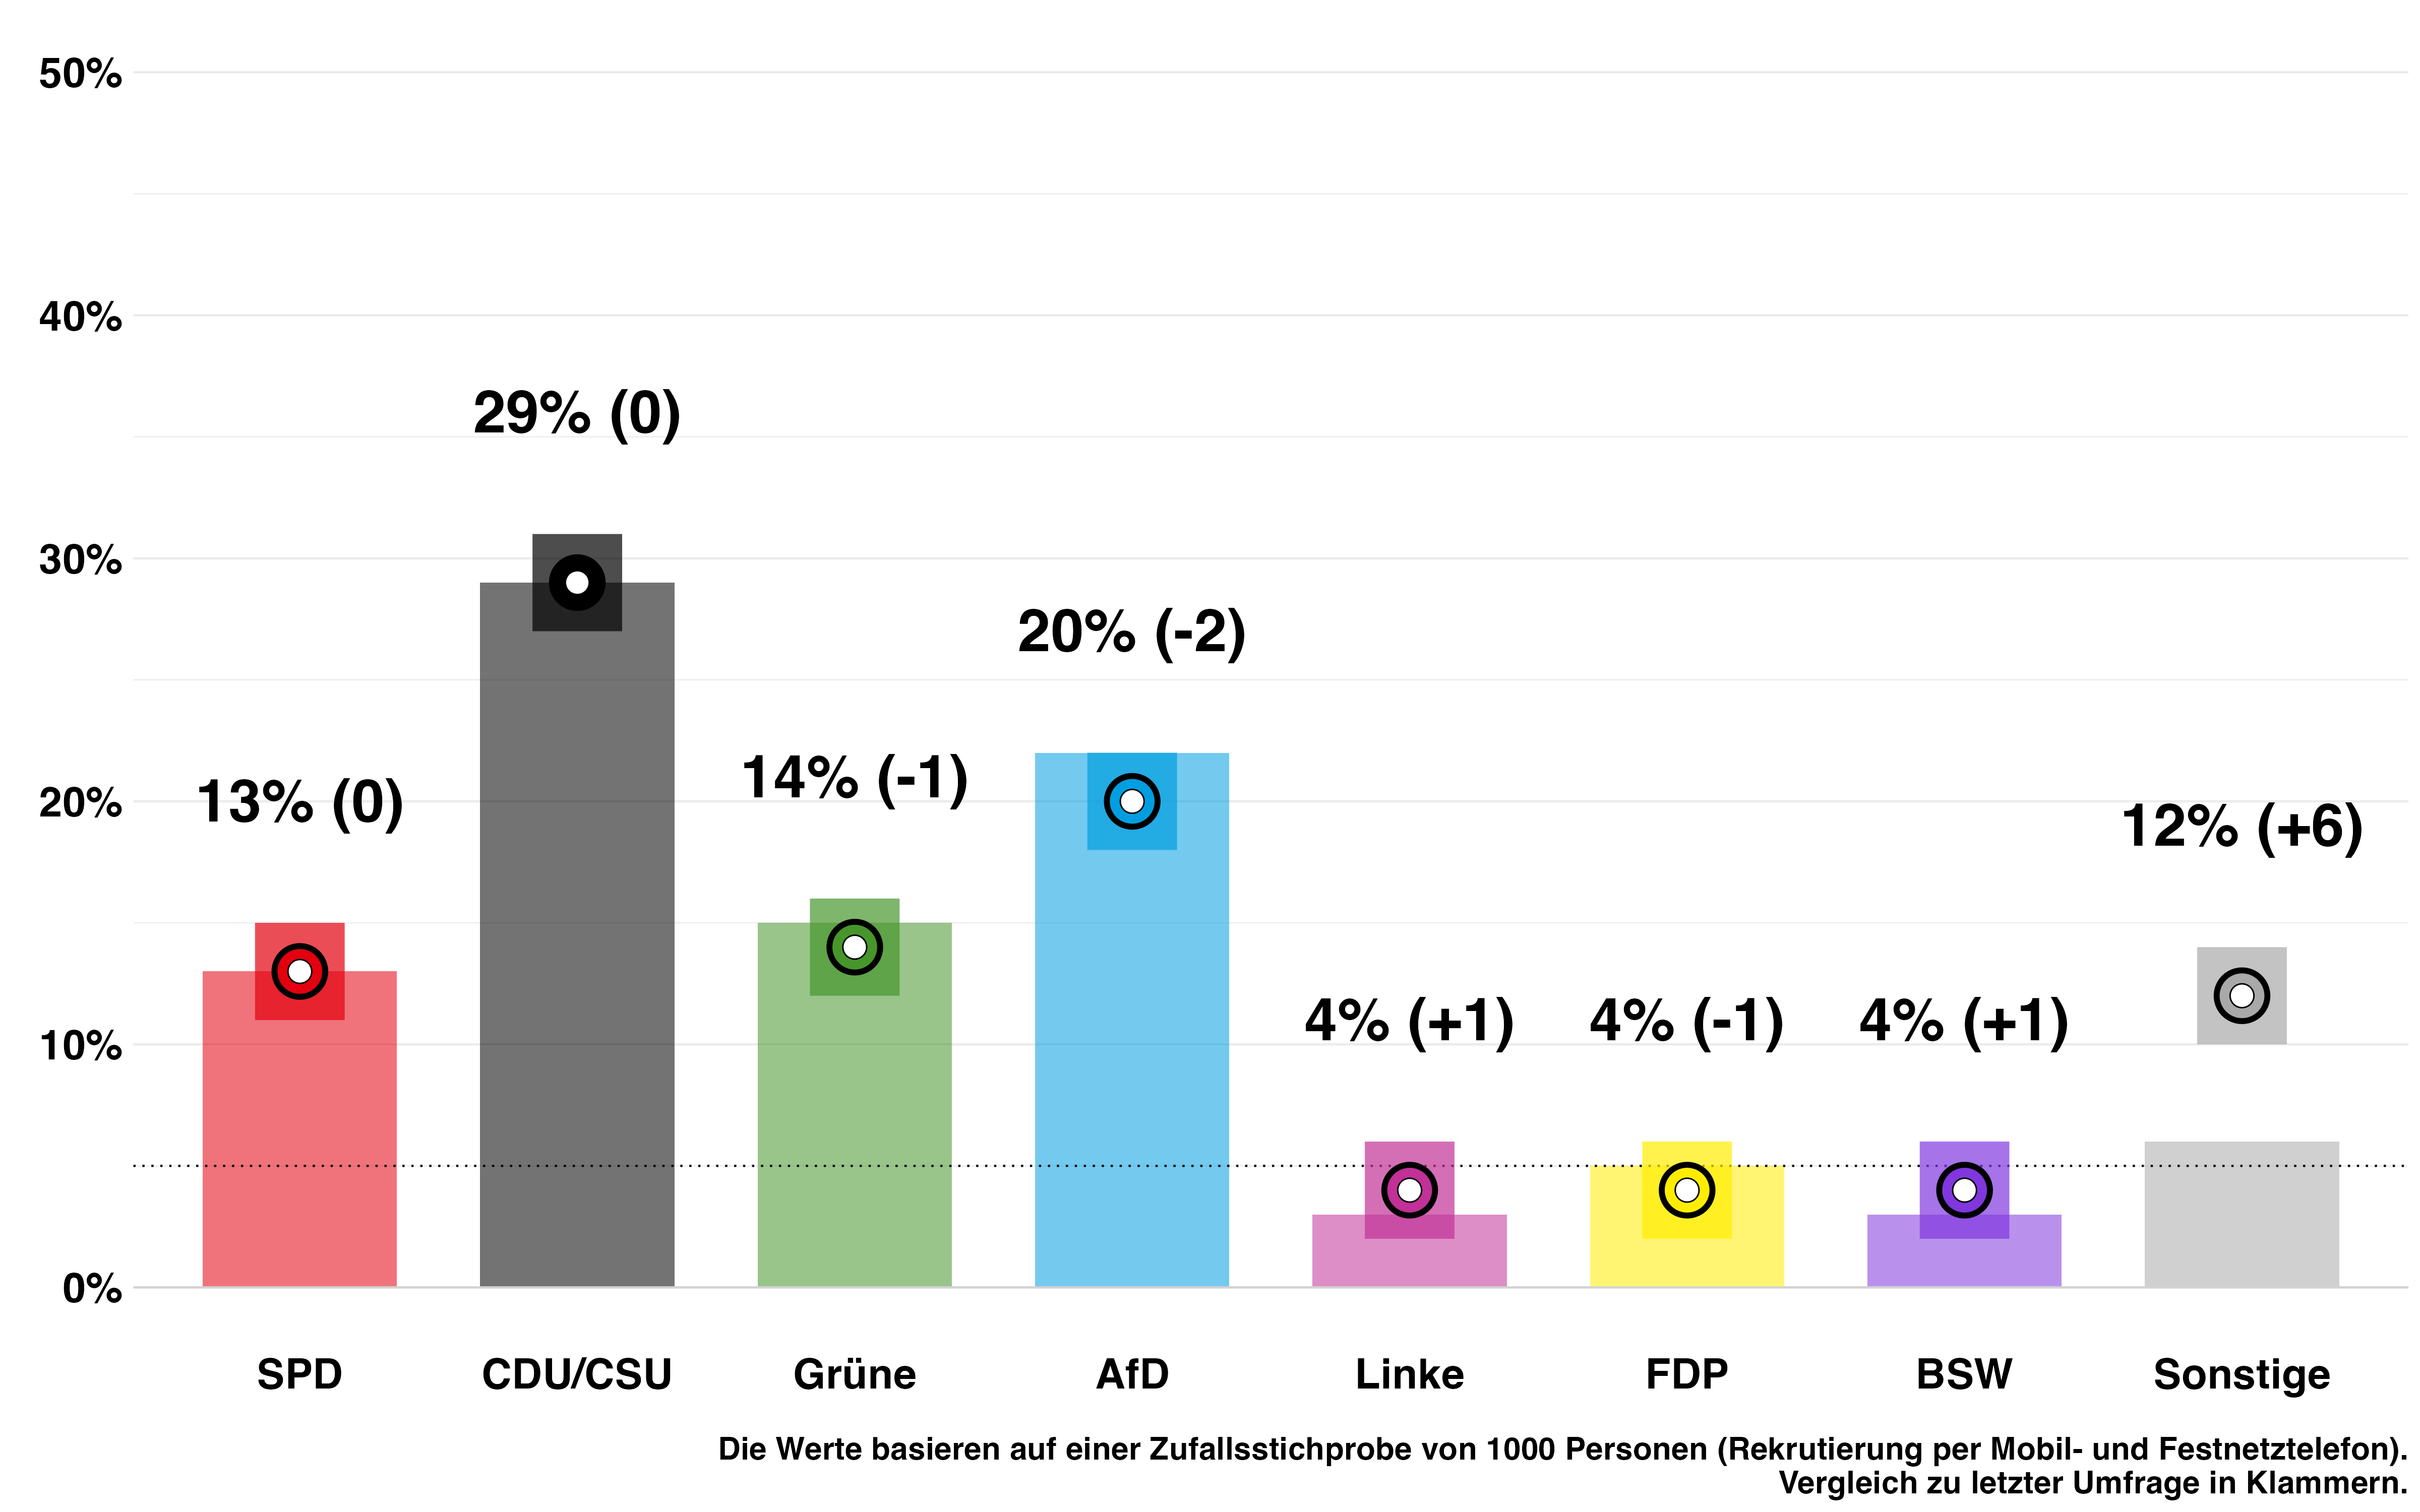 50%
40%
30%
20%
10%
0%
13% (0)
29% (0)
14% (-1)
20% (-2)
4% (+1)
4% (-1)
4% (+1)
12% (+6)
SPD
CDU/CSU
Grüne
AfD
Linke
FDP
BSW
Sonstige
Die Werte basieren auf einer Zufallsstichprobe von 1000 Personen (Rekrutierung per Mobil- und Festnetztelefon).
Vergleich zu letzter Umfrage in Klammern.